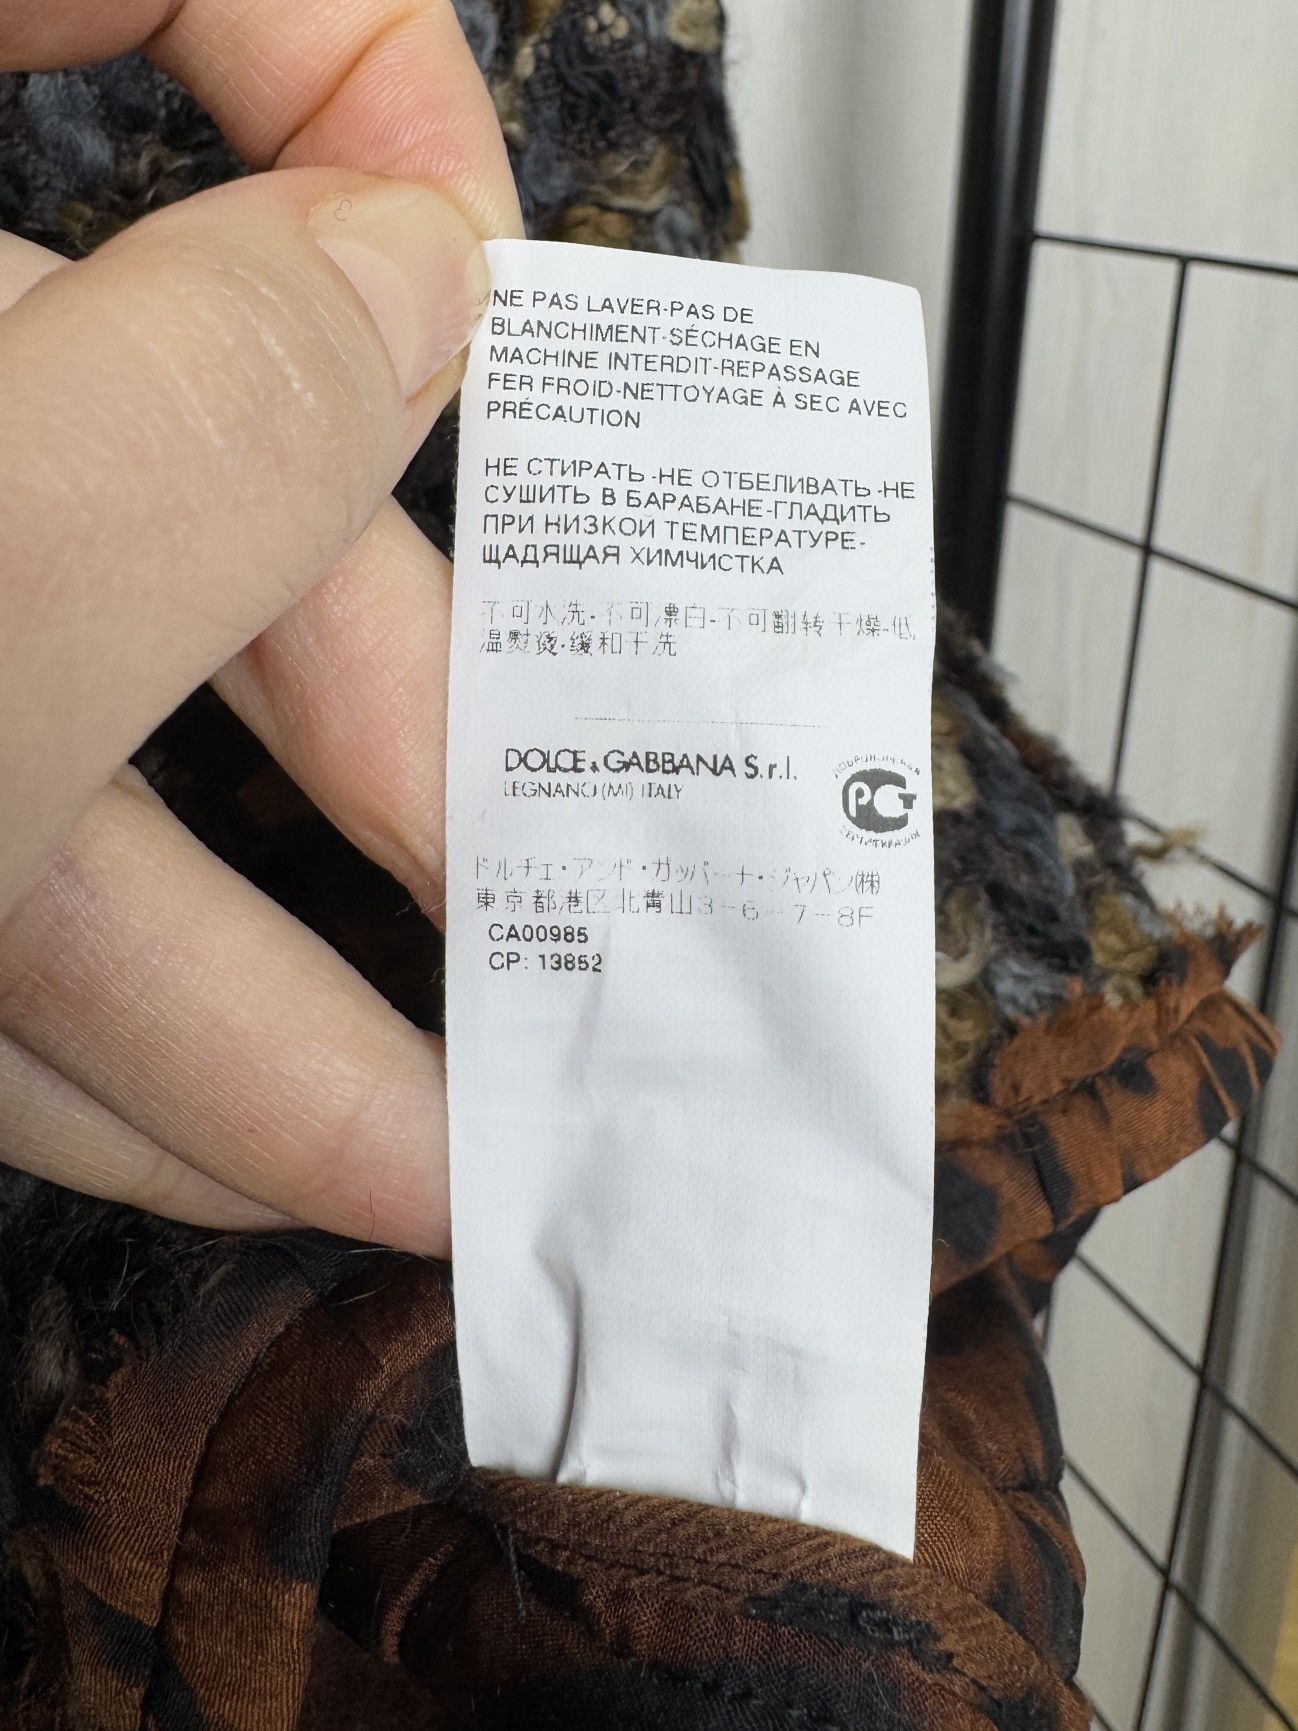 NE PAS LAVER-PAS DE
BLANCHIMENT-SÉCHAGE EN
MACHINE INTERDIT-REPASSAGE
FER FROID-NETTOYAGE À SEC AVEC
PRÉCAUTION
НЕ СТИРАТЬ -НЕ ОТБЕЛИВАТЬ -НЕ
СУШИТЬ В БАРАБАНЕ-ГЛАДИТЬ
ПРИ НИЗКОЙ ТЕМПЕРАТУРЕ-
ЩАДЯЩАЯ ХИМЧИСТКА
不可水洗-不可漂白-不可翻转干燥-低
温熨烫-缓和干洗
DOLCE & GABBANA S.r.l.
LEGNANO (MI) ITALY
РСТ
ドルチェ・アンド・ガッバーナ・ジャパン㈱
東京都港区北青山3-6-7-8F
CA00985
CP: 13852